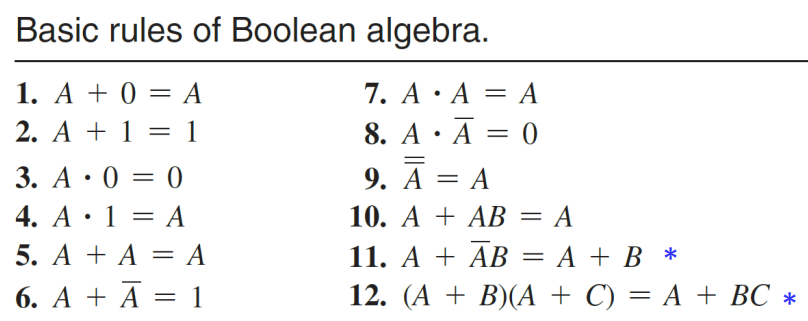 Basic rules of Boolean algebra.
1. A + 0 = A
2. A + 1 = 1
3. A · 0 = 0
4. A · 1 = A
5. A + A = A
6. A + A̅ = 1
7. A · A = A
8. A · A̅ = 0
9. A̿ = A
10. A + AB = A
11. A + A̅B = A + B *
12. (A + B)(A + C) = A + BC *